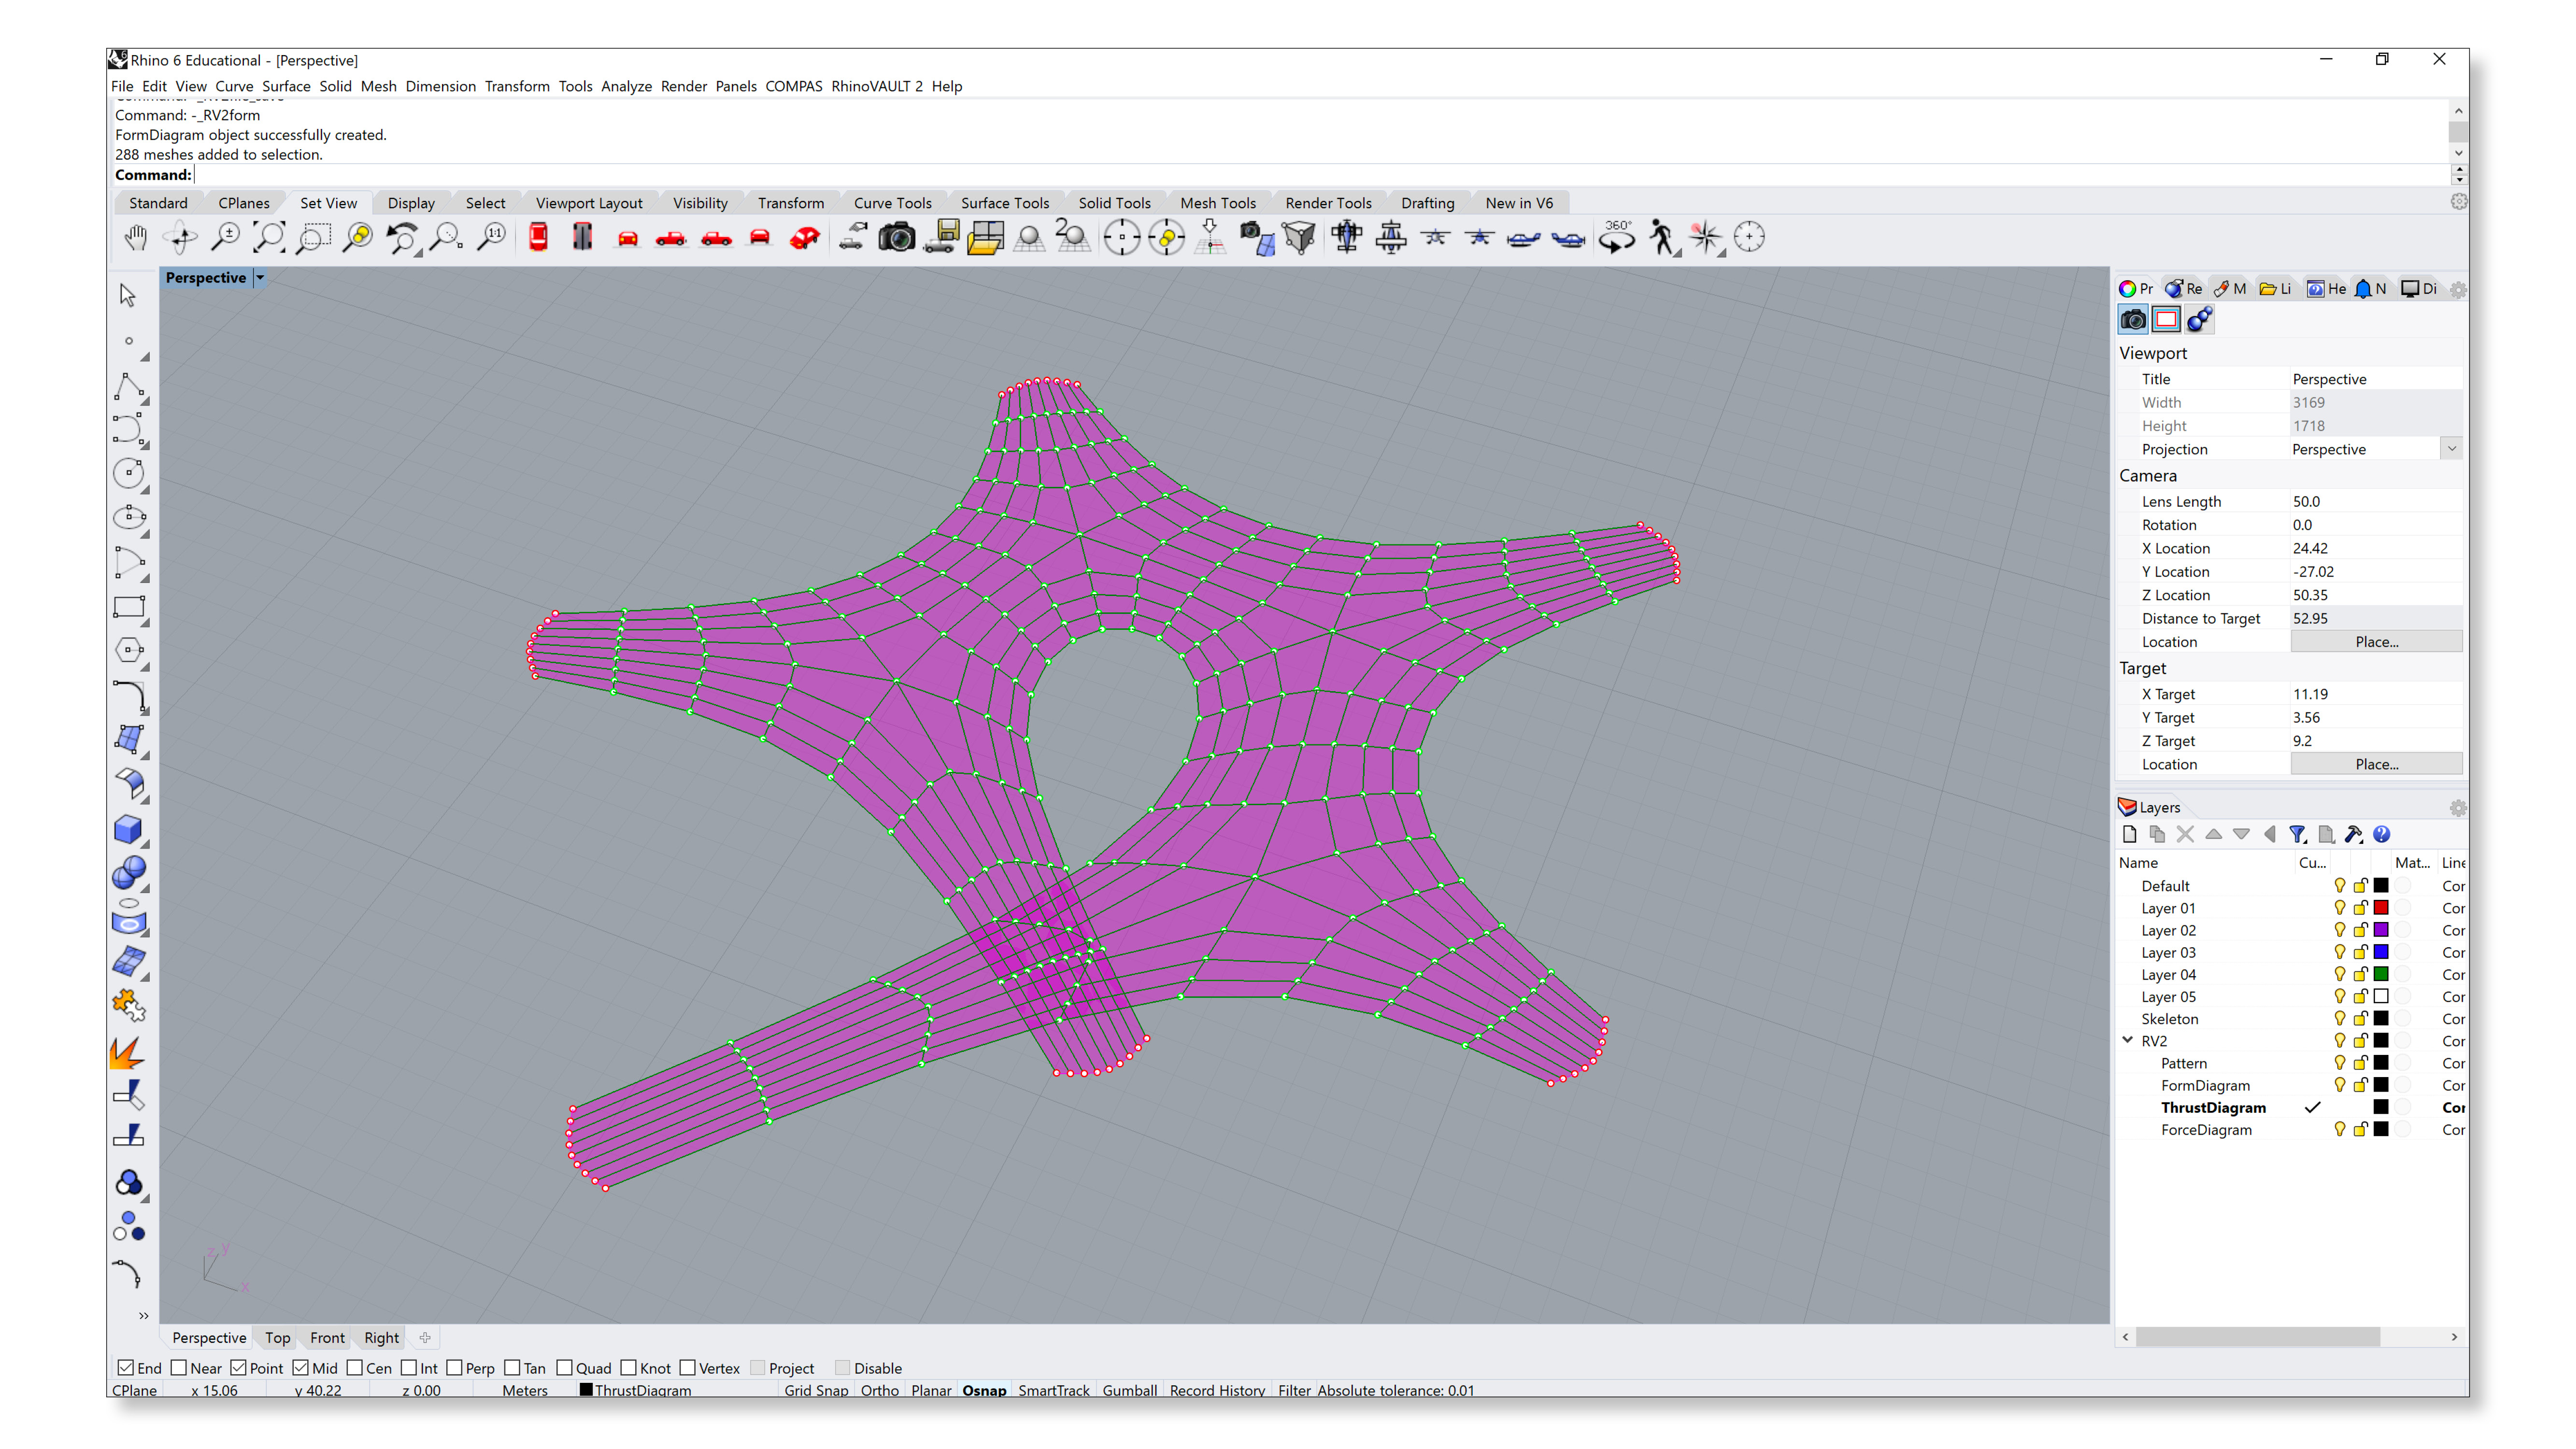 Rhino 6 Educational - [Perspective]
File Edit View Curve Surface Solid Mesh Dimension Transform Tools Analyze Render Panels COMPAS RhinoVAULT 2 Help
Command: -_RV2form
FormDiagram object successfully created.
288 meshes added to selection.
Command:
Standard CPlanes Set View Display Select Viewport Layout Visibility Transform Curve Tools Surface Tools Solid Tools Mesh Tools Render Tools Drafting New in V6
1:1 2 360°
Perspective
Pr Re M Li He N Di
Viewport
Title Perspective
Width 3169
Height 1718
Projection Perspective
Camera
Lens Length 50.0
Rotation 0.0
X Location 24.42
Y Location -27.02
Z Location 50.35
Distance to Target 52.95
Location Place...
Target
X Target 11.19
Y Target 3.56
Z Target 9.2
Location Place...
Layers
Name Cu... Mat... Line
Default Cor
Layer 01 Cor
Layer 02 Cor
Layer 03 Cor
Layer 04 Cor
Layer 05 Cor
Skeleton Cor
RV2 Cor
Pattern Cor
FormDiagram Cor
ThrustDiagram Cor
ForceDiagram Cor
z y
x
Perspective Top Front Right
End Near Point Mid Cen Int Perp Tan Quad Knot Vertex Project Disable
CPlane x 15.06 y 40.22 z 0.00 Meters ThrustDiagram Grid Snap Ortho Planar Osnap SmartTrack Gumball Record History Filter Absolute tolerance: 0.01